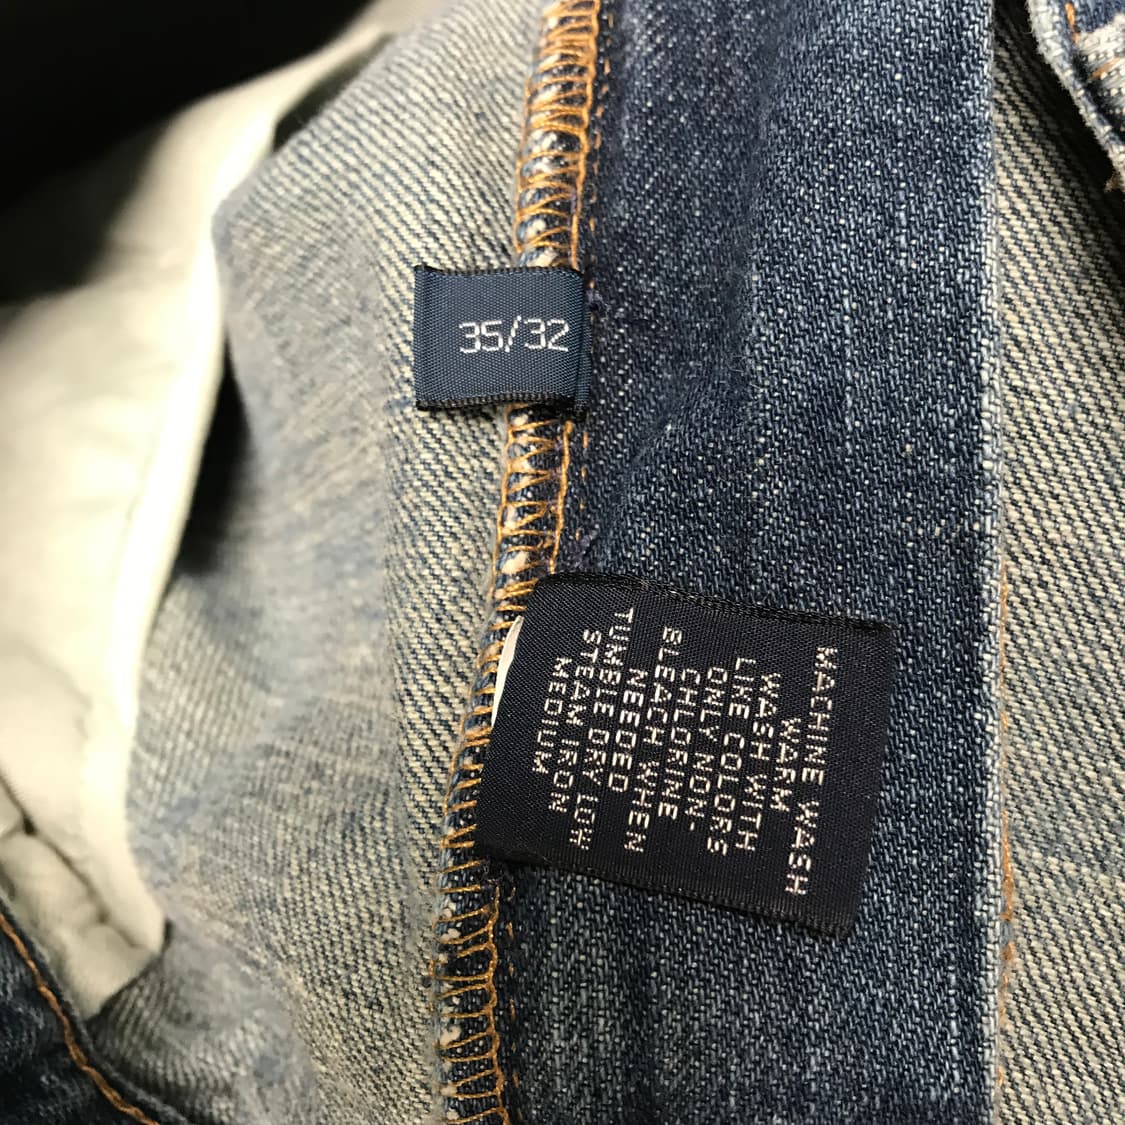 35/32
MACHINE WASH
WARM
WASH WITH
LIKE COLORS
ONLY NON-
CHLORINE
BLEACH WHEN
NEEDED
TUMBLE DRY LOW
STEAM IRON
MEDIUM